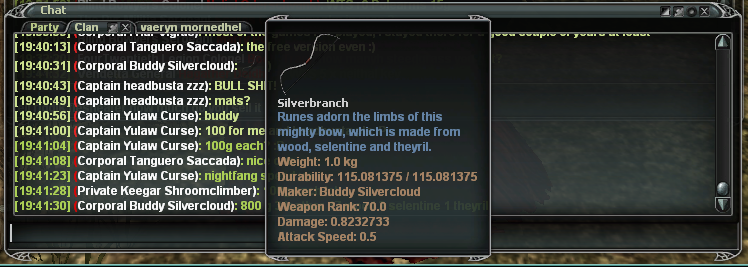 Chat
Party Clan vaeryn mornedhel
[19:40:13] (Corporal Tanguero Saccada): the free version even :)
[19:40:31] (Corporal Buddy Silvercloud):
[19:40:43] (Captain headbusta zzz): BULL SH
[19:40:49] (Captain headbusta zzz): mats?
[19:40:56] (Captain Yulaw Curse): buddy
[19:41:00] (Captain Yulaw Curse): 100 for me a
[19:41:04] (Captain Yulaw Curse): 100g each
[19:41:08] (Corporal Tanguero Saccada): nice
[19:41:23] (Captain Yulaw Curse): nightfang s
[19:41:28] (Private Keegar Shroomclimber):
[19:41:30] (Corporal Buddy Silvercloud): 800 selentine 1 theyril
Silverbranch
Runes adorn the limbs of this
mighty bow, which is made from
wood, selentine and theyril.
Weight: 1.0 kg
Durability: 115.081375 / 115.081375
Maker: Buddy Silvercloud
Weapon Rank: 70.0
Damage: 0.8232733
Attack Speed: 0.5